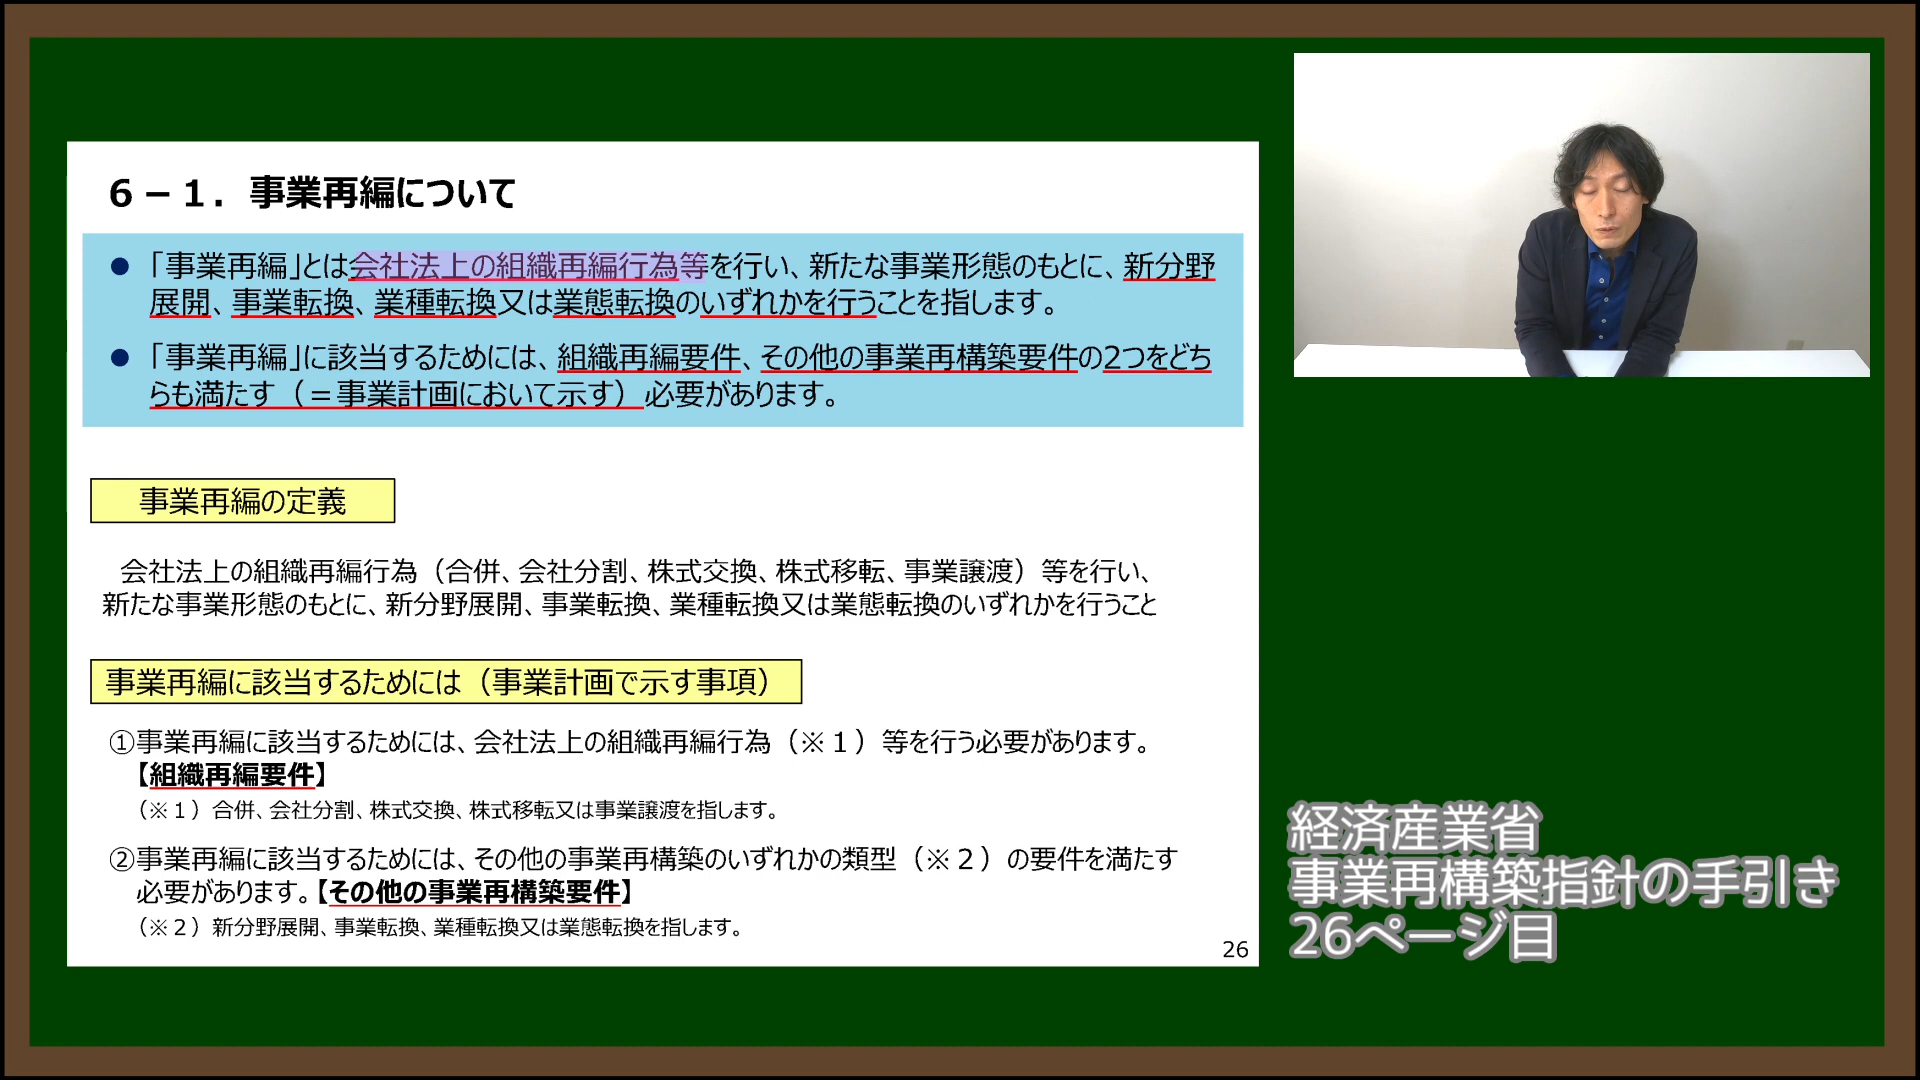 ６－１．事業再編について
● 「事業再編」とは会社法上の組織再編行為等を行い、新たな事業形態のもとに、新分野
展開、事業転換、業種転換又は業態転換のいずれかを行うことを指します。
● 「事業再編」に該当するためには、組織再編要件、その他の事業再構築要件の2つをどち
らも満たす（＝事業計画において示す）必要があります。
事業再編の定義
会社法上の組織再編行為（合併、会社分割、株式交換、株式移転、事業譲渡）等を行い、
新たな事業形態のもとに、新分野展開、事業転換、業種転換又は業態転換のいずれかを行うこと
事業再編に該当するためには（事業計画で示す事項）
①事業再編に該当するためには、会社法上の組織再編行為（※１）等を行う必要があります。
【組織再編要件】
（※１）合併、会社分割、株式交換、株式移転又は事業譲渡を指します。
②事業再編に該当するためには、その他の事業再構築のいずれかの類型（※２）の要件を満たす
必要があります。【その他の事業再構築要件】
（※２）新分野展開、事業転換、業種転換又は業態転換を指します。
26
経済産業省
事業再構築指針の手引き
26ページ目